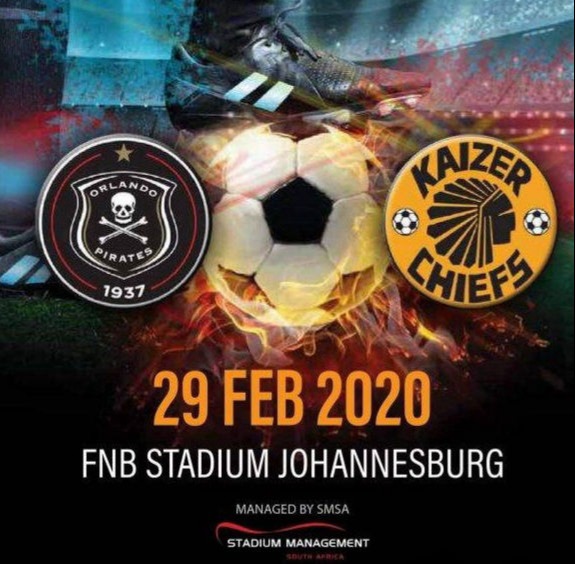 ORLANDO
PIRATES
1937
KAIZER
CHIEFS
29 FEB 2020
FNB STADIUM JOHANNESBURG
MANAGED BY SMSA
STADIUM MANAGEMENT
SOUTH AFRICA